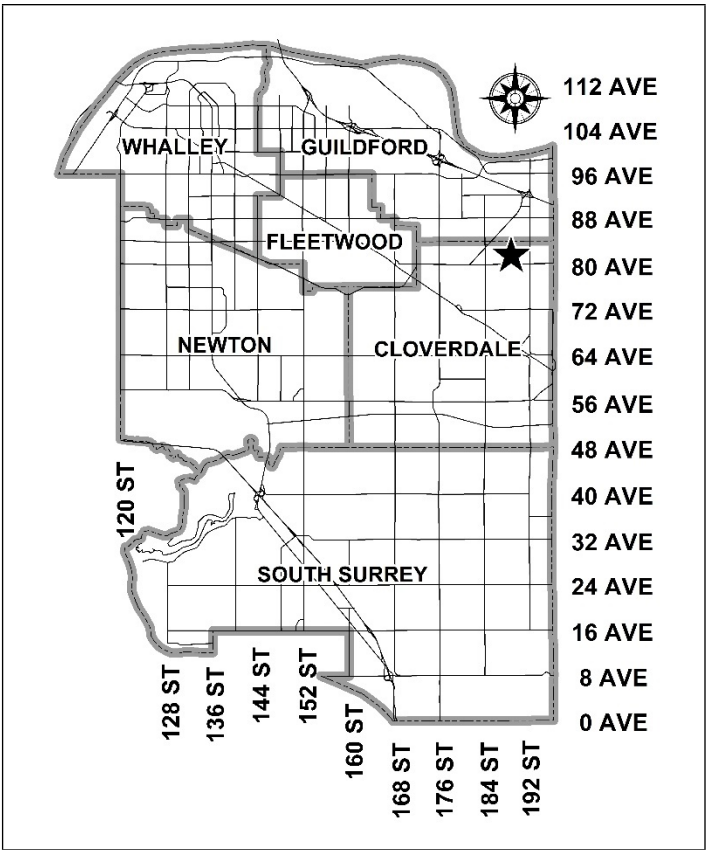 112 AVE
104 AVE
WHALLEY
GUILDFORD
96 AVE
88 AVE
FLEETWOOD
80 AVE
72 AVE
NEWTON
CLOVERDALE
64 AVE
56 AVE
48 AVE
120 ST
40 AVE
32 AVE
SOUTH SURREY
24 AVE
16 AVE
128 ST
136 ST
144 ST
152 ST
160 ST
8 AVE
0 AVE
168 ST
176 ST
184 ST
192 ST